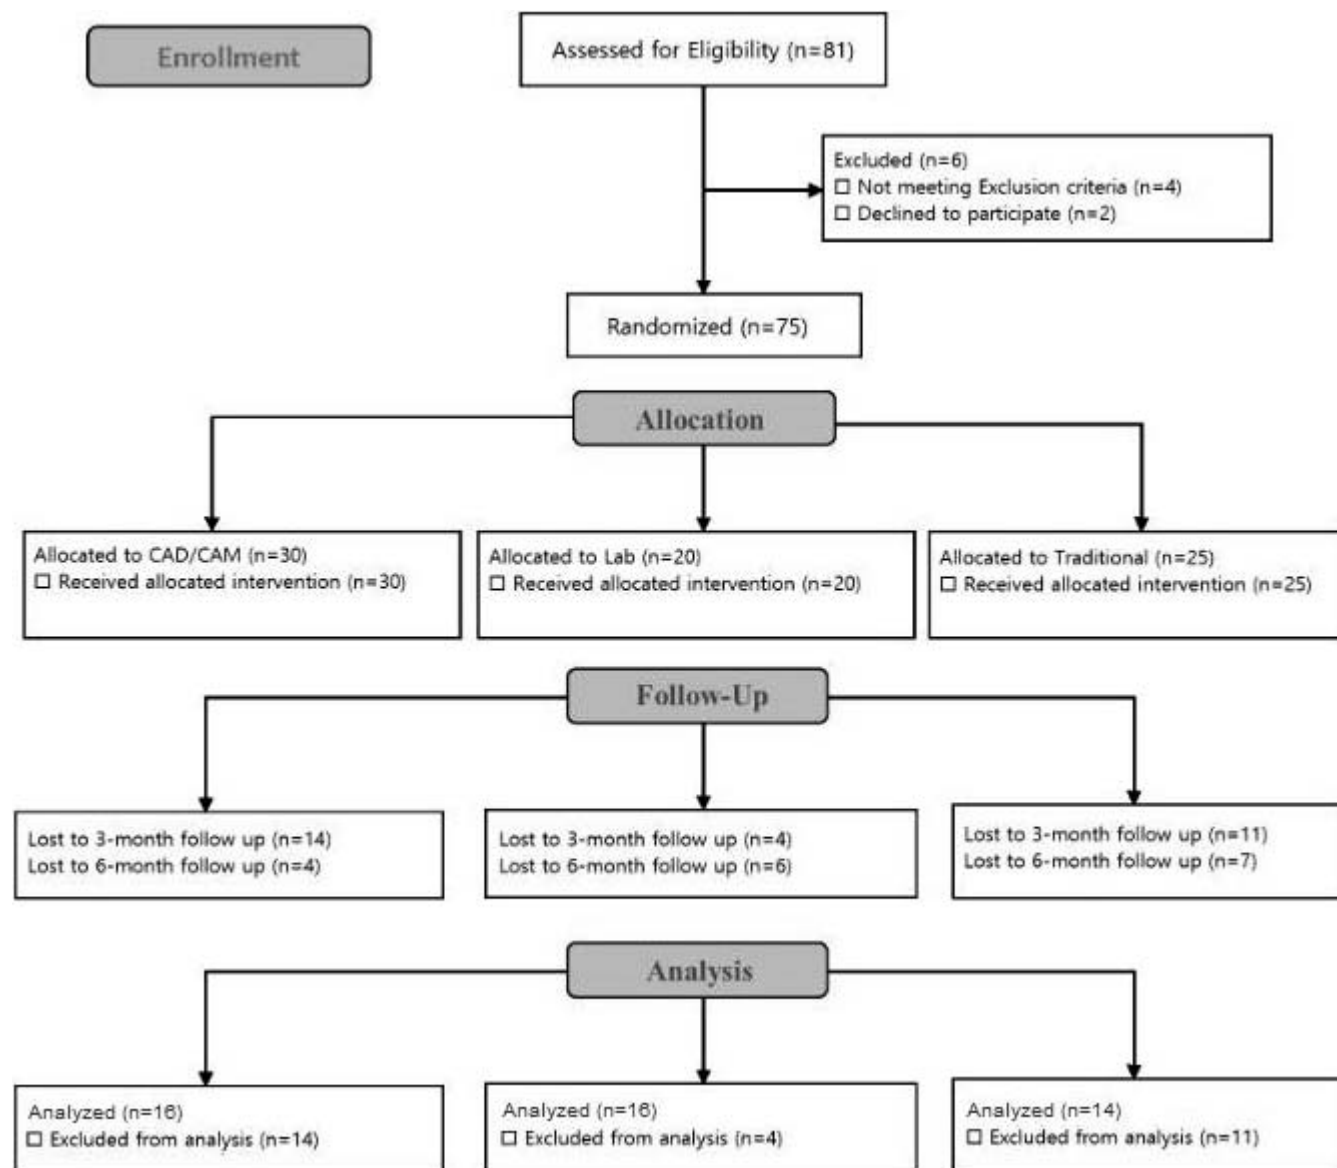 Enrollment
Assessed for Eligibility (n=81)
Excluded (n=6)
☐ Not meeting Exclusion criteria (n=4)
☐ Declined to participate (n=2)
Randomized (n=75)
Allocation
Allocated to CAD/CAM (n=30)
☐ Received allocated intervention (n=30)
Allocated to Lab (n=20)
☐ Received allocated intervention (n=20)
Allocated to Traditional (n=25)
☐ Received allocated intervention (n=25)
Follow-Up
Lost to 3-month follow up (n=14)
Lost to 6-month follow up (n=4)
Lost to 3-month follow up (n=4)
Lost to 6-month follow up (n=6)
Lost to 3-month follow up (n=11)
Lost to 6-month follow up (n=7)
Analysis
Analyzed (n=16)
☐ Excluded from analysis (n=14)
Analyzed (n=16)
☐ Excluded from analysis (n=4)
Analyzed (n=14)
☐ Excluded from analysis (n=11)